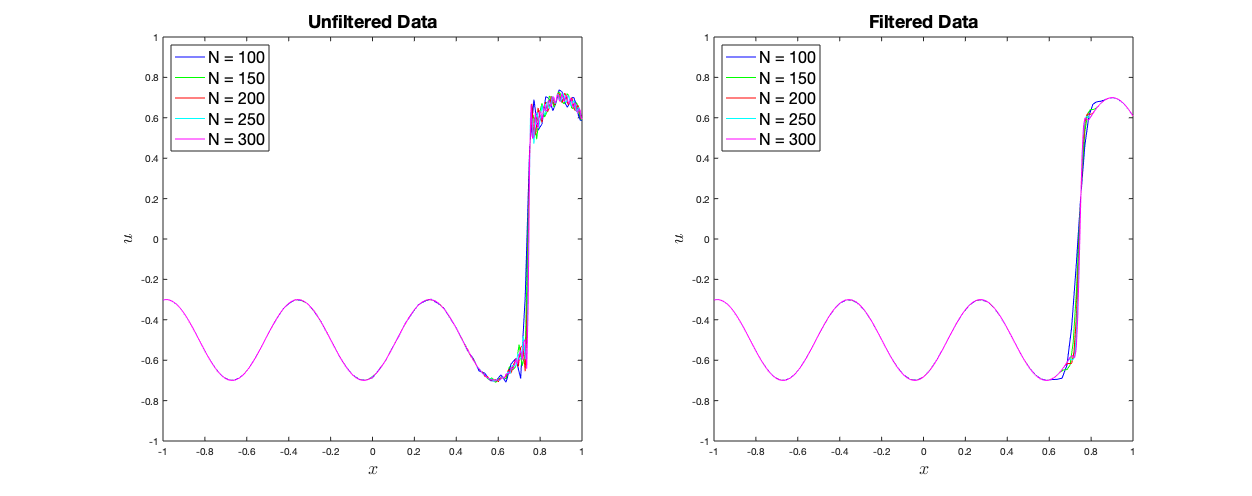 Unfiltered Data
N = 100
N = 150
N = 200
N = 250
N = 300
1
0.8
0.6
0.4
0.2
0
-0.2
-0.4
-0.6
-0.8
-1
u
-1 -0.8 -0.6 -0.4 -0.2 0 0.2 0.4 0.6 0.8 1
x
Filtered Data
N = 100
N = 150
N = 200
N = 250
N = 300
1
0.8
0.6
0.4
0.2
0
-0.2
-0.4
-0.6
-0.8
-1
u
-1 -0.8 -0.6 -0.4 -0.2 0 0.2 0.4 0.6 0.8 1
x